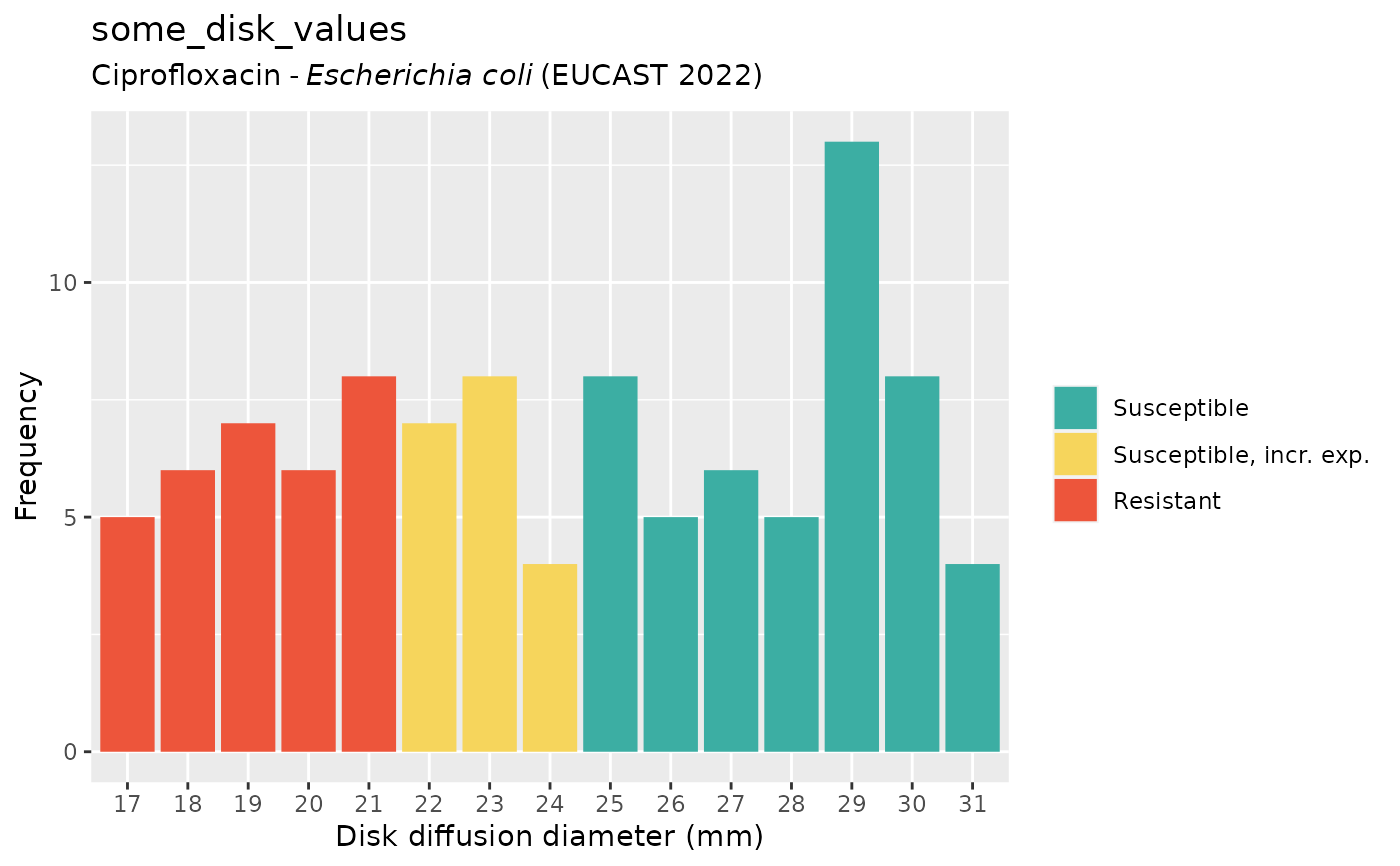 some_disk_values
Ciprofloxacin - Escherichia coli (EUCAST 2022)
Frequency
10
5
0
17 18 19 20 21 22 23 24 25 26 27 28 29 30 31
Disk diffusion diameter (mm)
Susceptible
Susceptible, incr. exp.
Resistant